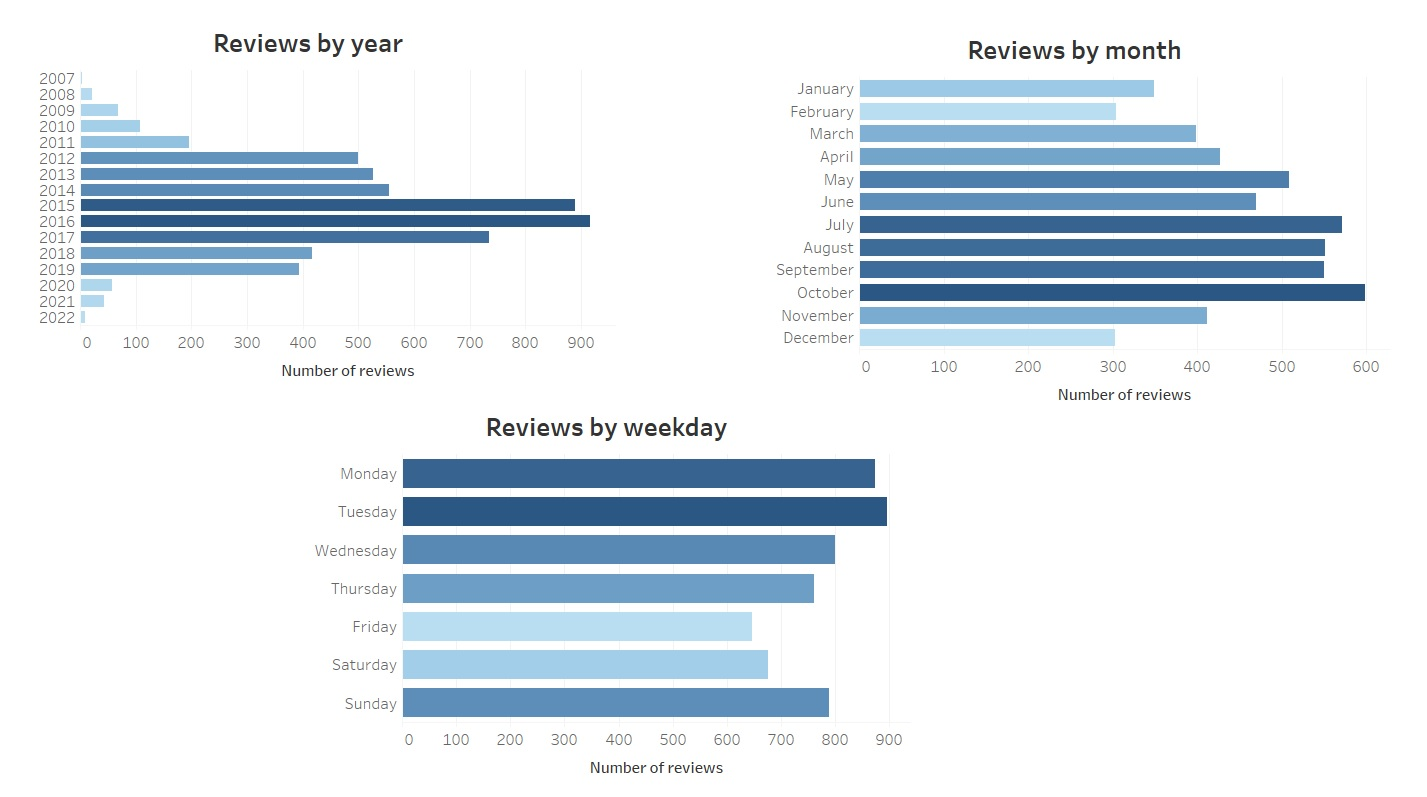 Reviews by year
2007
2008
2009
2010
2011
2012
2013
2014
2015
2016
2017
2018
2019
2020
2021
2022
0 100 200 300 400 500 600 700 800 900
Number of reviews
Reviews by month
January
February
March
April
May
June
July
August
September
October
November
December
0 100 200 300 400 500 600
Number of reviews
Reviews by weekday
Monday
Tuesday
Wednesday
Thursday
Friday
Saturday
Sunday
0 100 200 300 400 500 600 700 800 900
Number of reviews